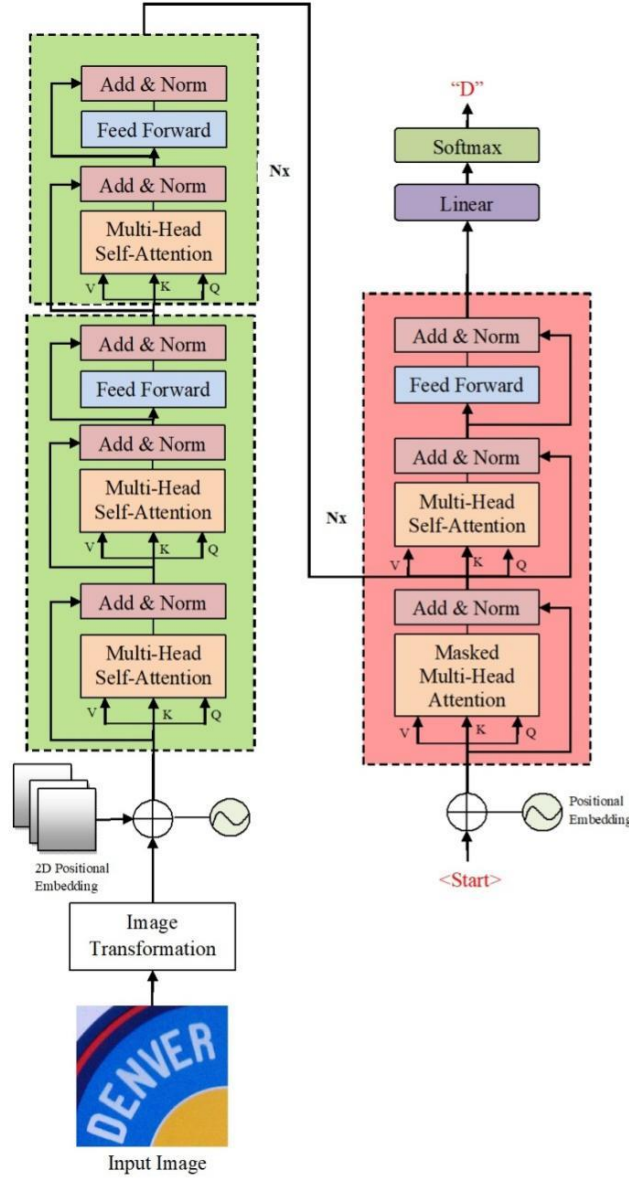 Add & Norm
Feed Forward
Add & Norm
Multi-Head
Self-Attention
V
K
Q
Nx
Add & Norm
Feed Forward
Add & Norm
Multi-Head
Self-Attention
V
K
Q
Add & Norm
Multi-Head
Self-Attention
V
K
Q
2D Positional
Embedding
Image
Transformation
DENVER
Input Image
"D"
Softmax
Linear
Add & Norm
Feed Forward
Add & Norm
Multi-Head
Self-Attention
Nx
V
K
Q
Add & Norm
Masked
Multi-Head
Attention
V
K
Q
Positional
Embedding
<Start>